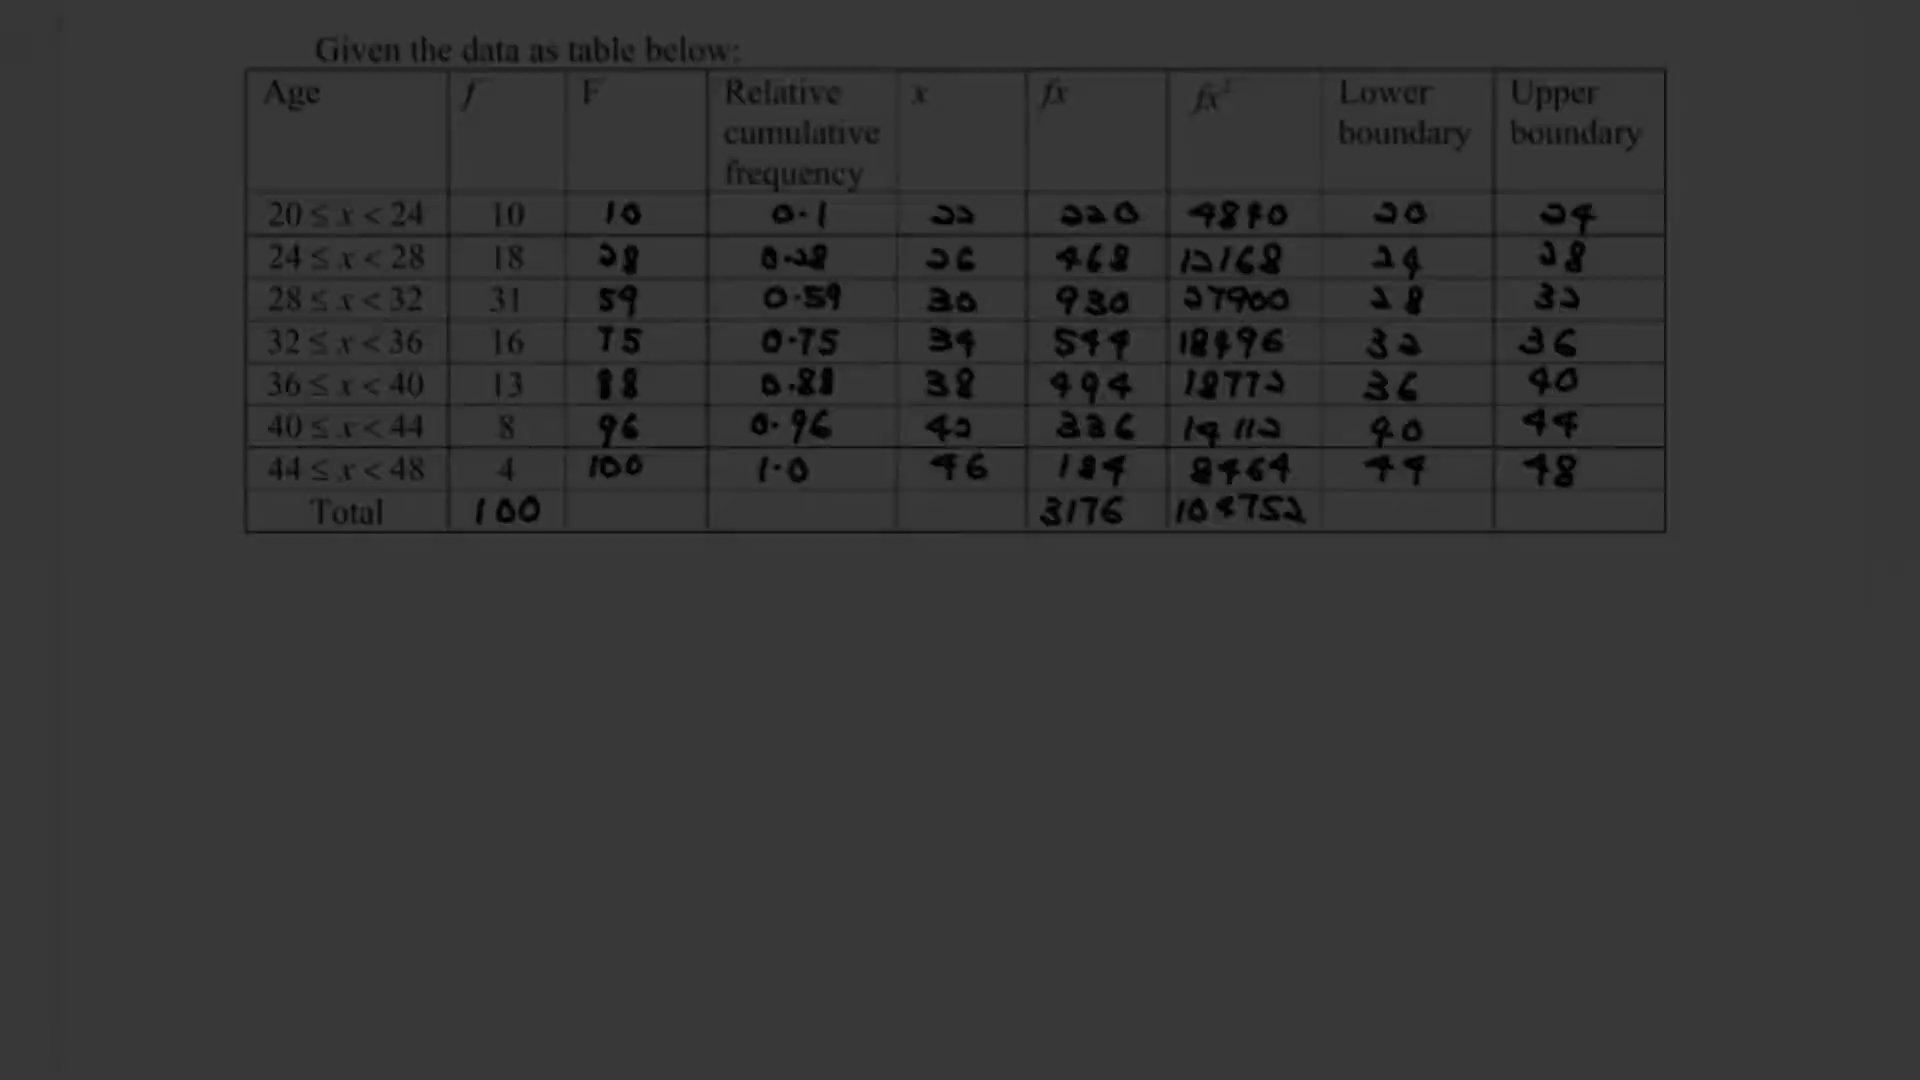 Given the data as table below:
Age f F Relative cumulative frequency x fx fx² Lower boundary Upper boundary
20 ≤ x < 24 10 10 0.1 22 220 4840 20 24
24 ≤ x < 28 18 28 0.28 26 468 12168 24 28
28 ≤ x < 32 31 59 0.59 30 930 27900 28 32
32 ≤ x < 36 16 75 0.75 34 544 18496 32 36
36 ≤ x < 40 13 88 0.88 38 494 18772 36 40
40 ≤ x < 44 8 96 0.96 42 336 14112 40 44
44 ≤ x < 48 4 100 1.0 46 184 8464 44 48
Total 100 3176 104752